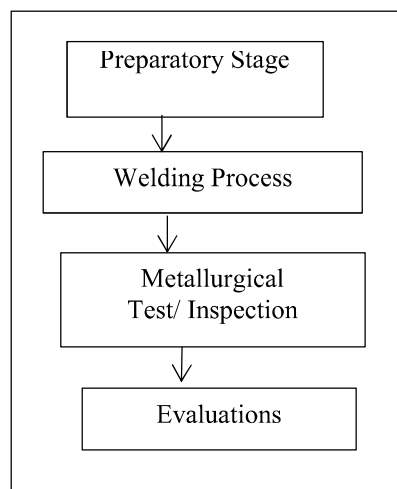 Preparatory Stage
Welding Process
Metallurgical
Test/ Inspection
Evaluations